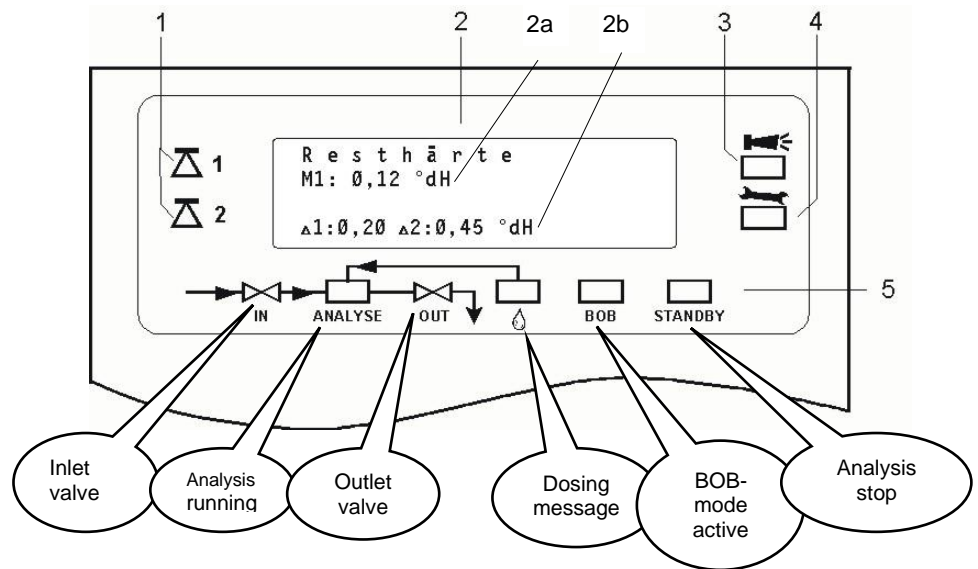 1 2 2a 2b 3 4
R e s t h ā r t e
M1: 0,12 °dH
1
2
△1:0,20 △2:0,45 °dH
5
IN ANALYSE OUT BOB STANDBY
Inlet
valve
Analysis
running
Outlet
valve
Dosing
message
BOB-
mode
active
Analysis
stop